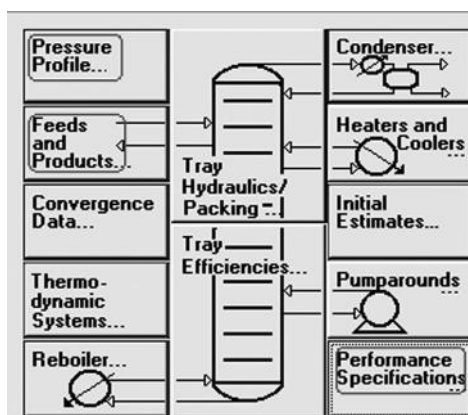 Pressure
Profile...
Feeds
and
Products...
Convergence
Data...
Thermo-
dynamic
Systems...
Reboiler...
Tray
Hydraulics/
Packing ...
Tray
Efficiencies...
Condenser...
Heaters and
Coolers
...
Initial
Estimates...
Pumparounds
...
Performance
Specifications
...